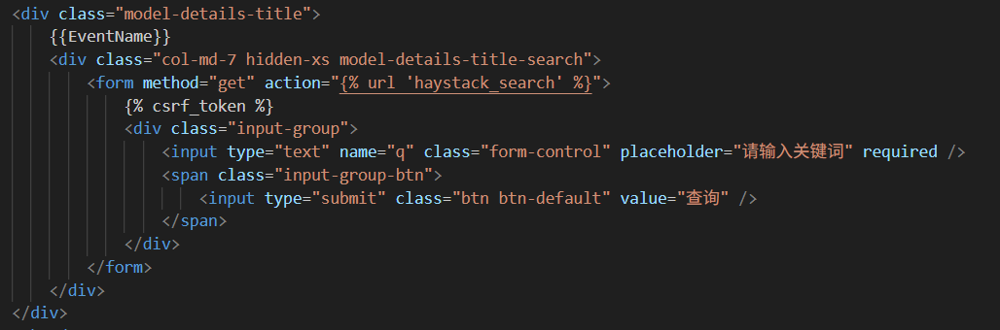 <div class="model-details-title">
{{EventName}}
<div class="col-md-7 hidden-xs model-details-title-search">
<form method="get" action="{% url 'haystack_search' %}">
{% csrf_token %}
<div class="input-group">
<input type="text" name="q" class="form-control" placeholder="请输入关键词" required />
<span class="input-group-btn">
<input type="submit" class="btn btn-default" value="查询" />
</span>
</div>
</form>
</div>
</div>